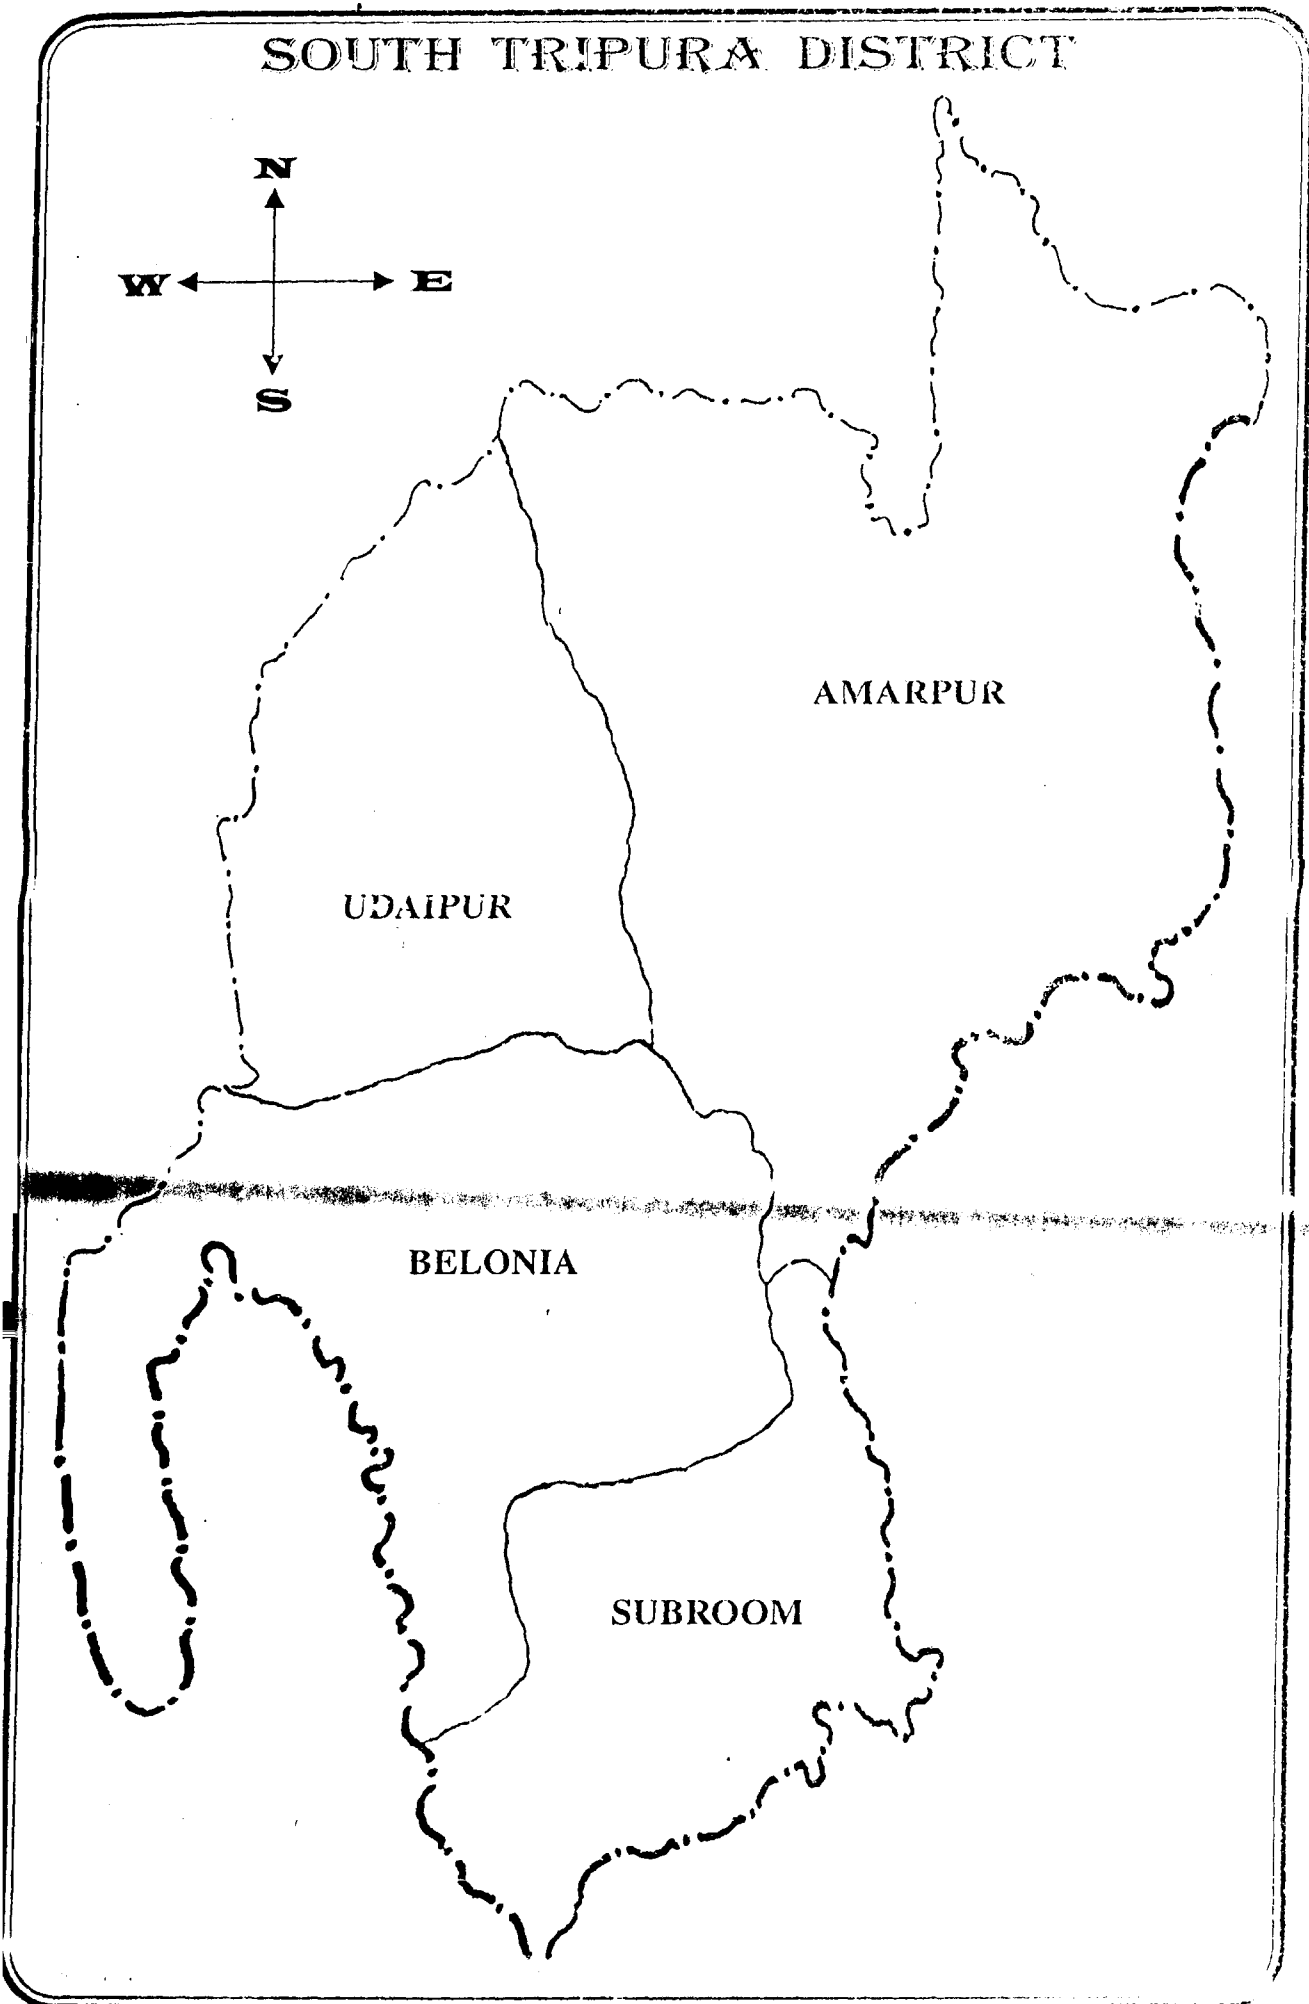 SOUTH TRIPURA DISTRICT
N
W E
S
AMARPUR
UDAIPUR
BELONIA
SUBROOM